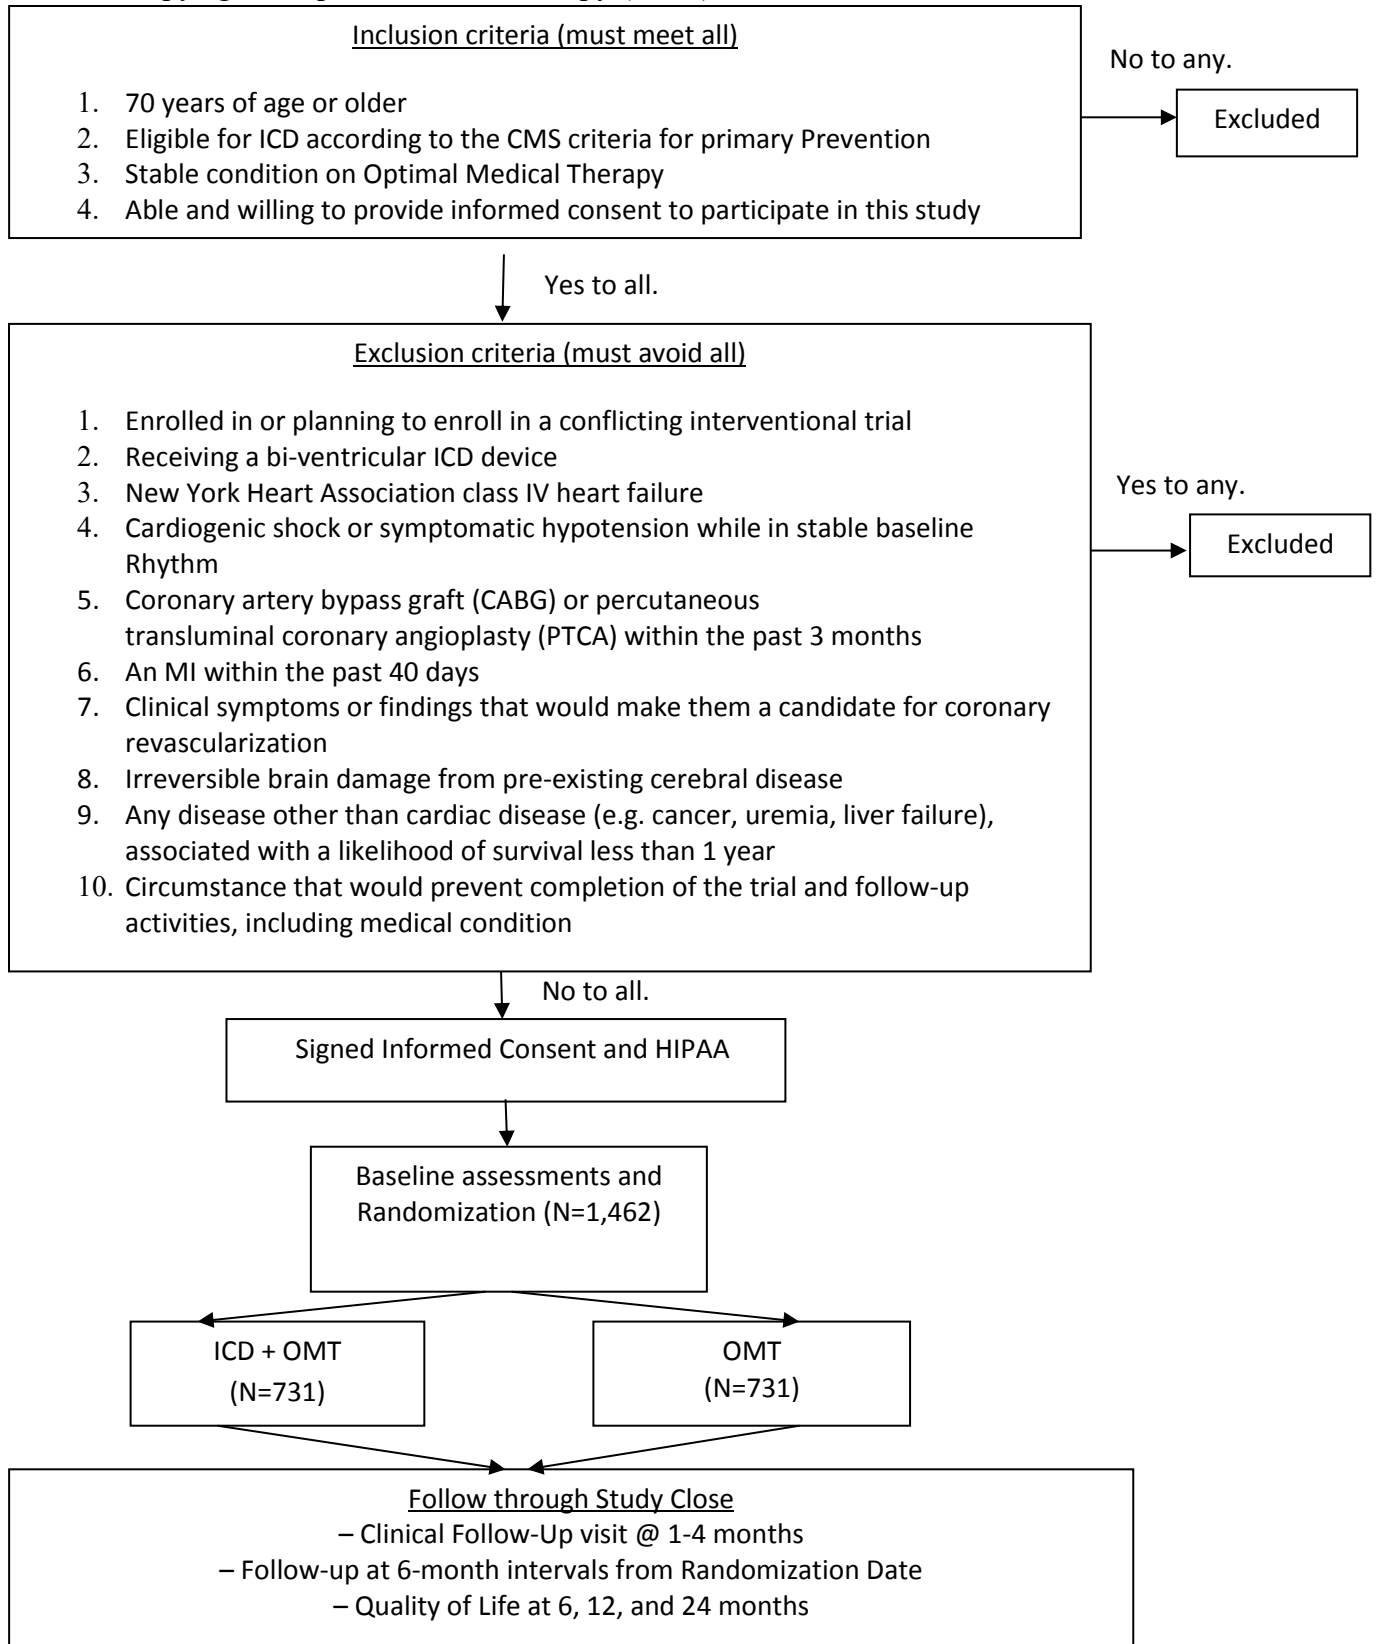 Inclusion criteria (must meet all)
No to any.
1. 70 years of age or older
Excluded
2. Eligible for ICD according to the CMS criteria for primary Prevention
3. Stable condition on Optimal Medical Therapy
4. Able and willing to provide informed consent to participate in this study
Yes to all.
Exclusion criteria (must avoid all)
1. Enrolled in or planning to enroll in a conflicting interventional trial
2. Receiving a bi-ventricular ICD device
3. New York Heart Association class IV heart failure
Yes to any.
4. Cardiogenic shock or symptomatic hypotension while in stable baseline
Rhythm
Excluded
5. Coronary artery bypass graft (CABG) or percutaneous
transluminal coronary angioplasty (PTCA) within the past 3 months
6. An MI within the past 40 days
7. Clinical symptoms or findings that would make them a candidate for coronary
revascularization
8. Irreversible brain damage from pre-existing cerebral disease
9. Any disease other than cardiac disease (e.g. cancer, uremia, liver failure),
associated with a likelihood of survival less than 1 year
10. Circumstance that would prevent completion of the trial and follow-up
activities, including medical condition
No to all.
Signed Informed Consent and HIPAA
Baseline assessments and
Randomization (N=1,462)
ICD + OMT
(N=731)
OMT
(N=731)
Follow through Study Close
– Clinical Follow-Up visit @ 1-4 months
– Follow-up at 6-month intervals from Randomization Date
– Quality of Life at 6, 12, and 24 months